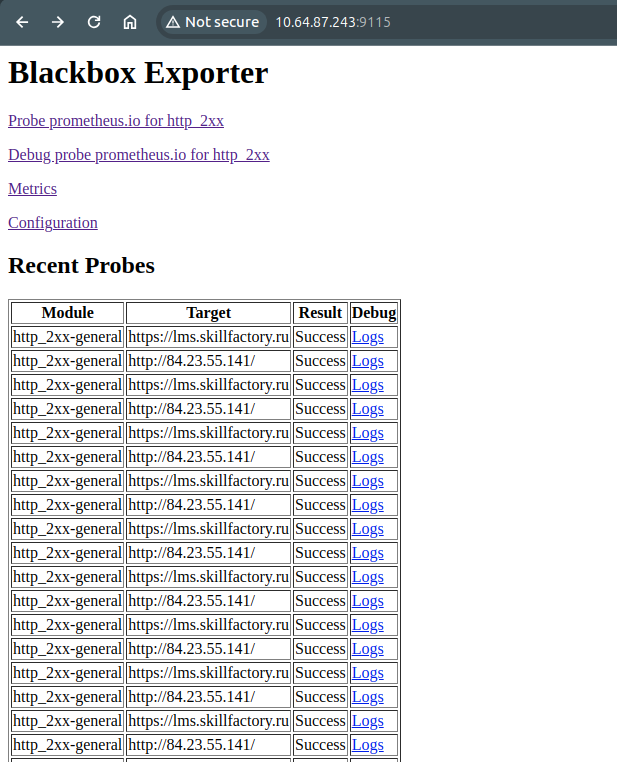 Not secure 10.64.87.243:9115
Blackbox Exporter
Probe prometheus.io for http_2xx
Debug probe prometheus.io for http_2xx
Metrics
Configuration
Recent Probes
Module Target Result Debug
http_2xx-general https://lms.skillfactory.ru Success Logs
http_2xx-general http://84.23.55.141/ Success Logs
http_2xx-general https://lms.skillfactory.ru Success Logs
http_2xx-general http://84.23.55.141/ Success Logs
http_2xx-general https://lms.skillfactory.ru Success Logs
http_2xx-general http://84.23.55.141/ Success Logs
http_2xx-general https://lms.skillfactory.ru Success Logs
http_2xx-general http://84.23.55.141/ Success Logs
http_2xx-general https://lms.skillfactory.ru Success Logs
http_2xx-general http://84.23.55.141/ Success Logs
http_2xx-general https://lms.skillfactory.ru Success Logs
http_2xx-general http://84.23.55.141/ Success Logs
http_2xx-general https://lms.skillfactory.ru Success Logs
http_2xx-general http://84.23.55.141/ Success Logs
http_2xx-general https://lms.skillfactory.ru Success Logs
http_2xx-general http://84.23.55.141/ Success Logs
http_2xx-general https://lms.skillfactory.ru Success Logs
http_2xx-general http://84.23.55.141/ Success Logs